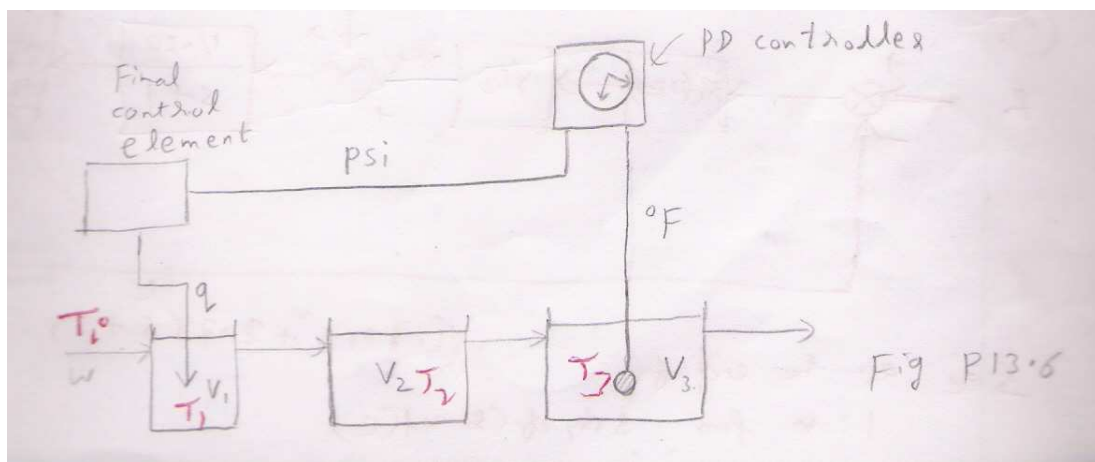 PD controller
Final
control
element
psi
°F
q
Ti°
w
V1
T1
V2 T2
T3
V3
Fig P13.6